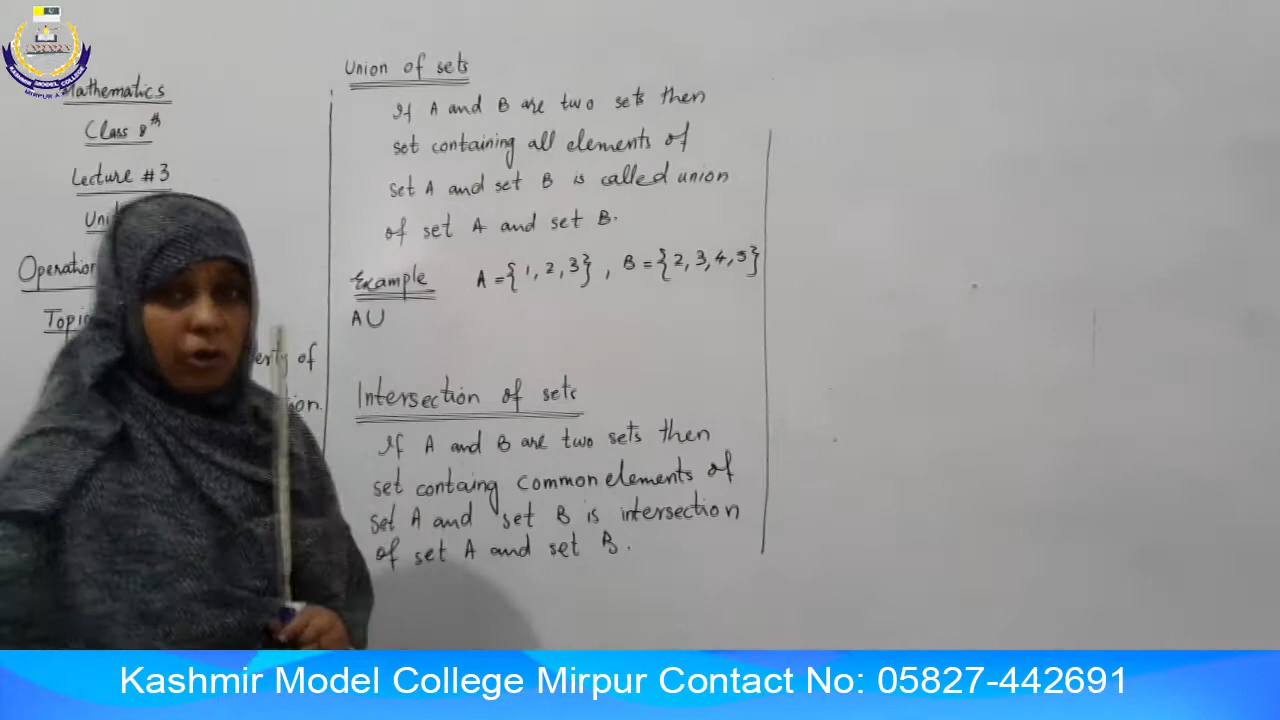 KASHMIR MODEL COLLEGE
Mathematics
Class 8th
Lecture #3
Operation
Union of sets
If A and B are two sets then
set containing all elements of
set A and set B is called union
of set A and set B.
Example A = {1, 2, 3} , B = {2, 3, 4, 5}
A∪
Intersection of sets
If A and B are two sets then
set containg common elements of
set A and set B is intersection
of set A and set B.
Kashmir Model College Mirpur Contact No: 05827-442691